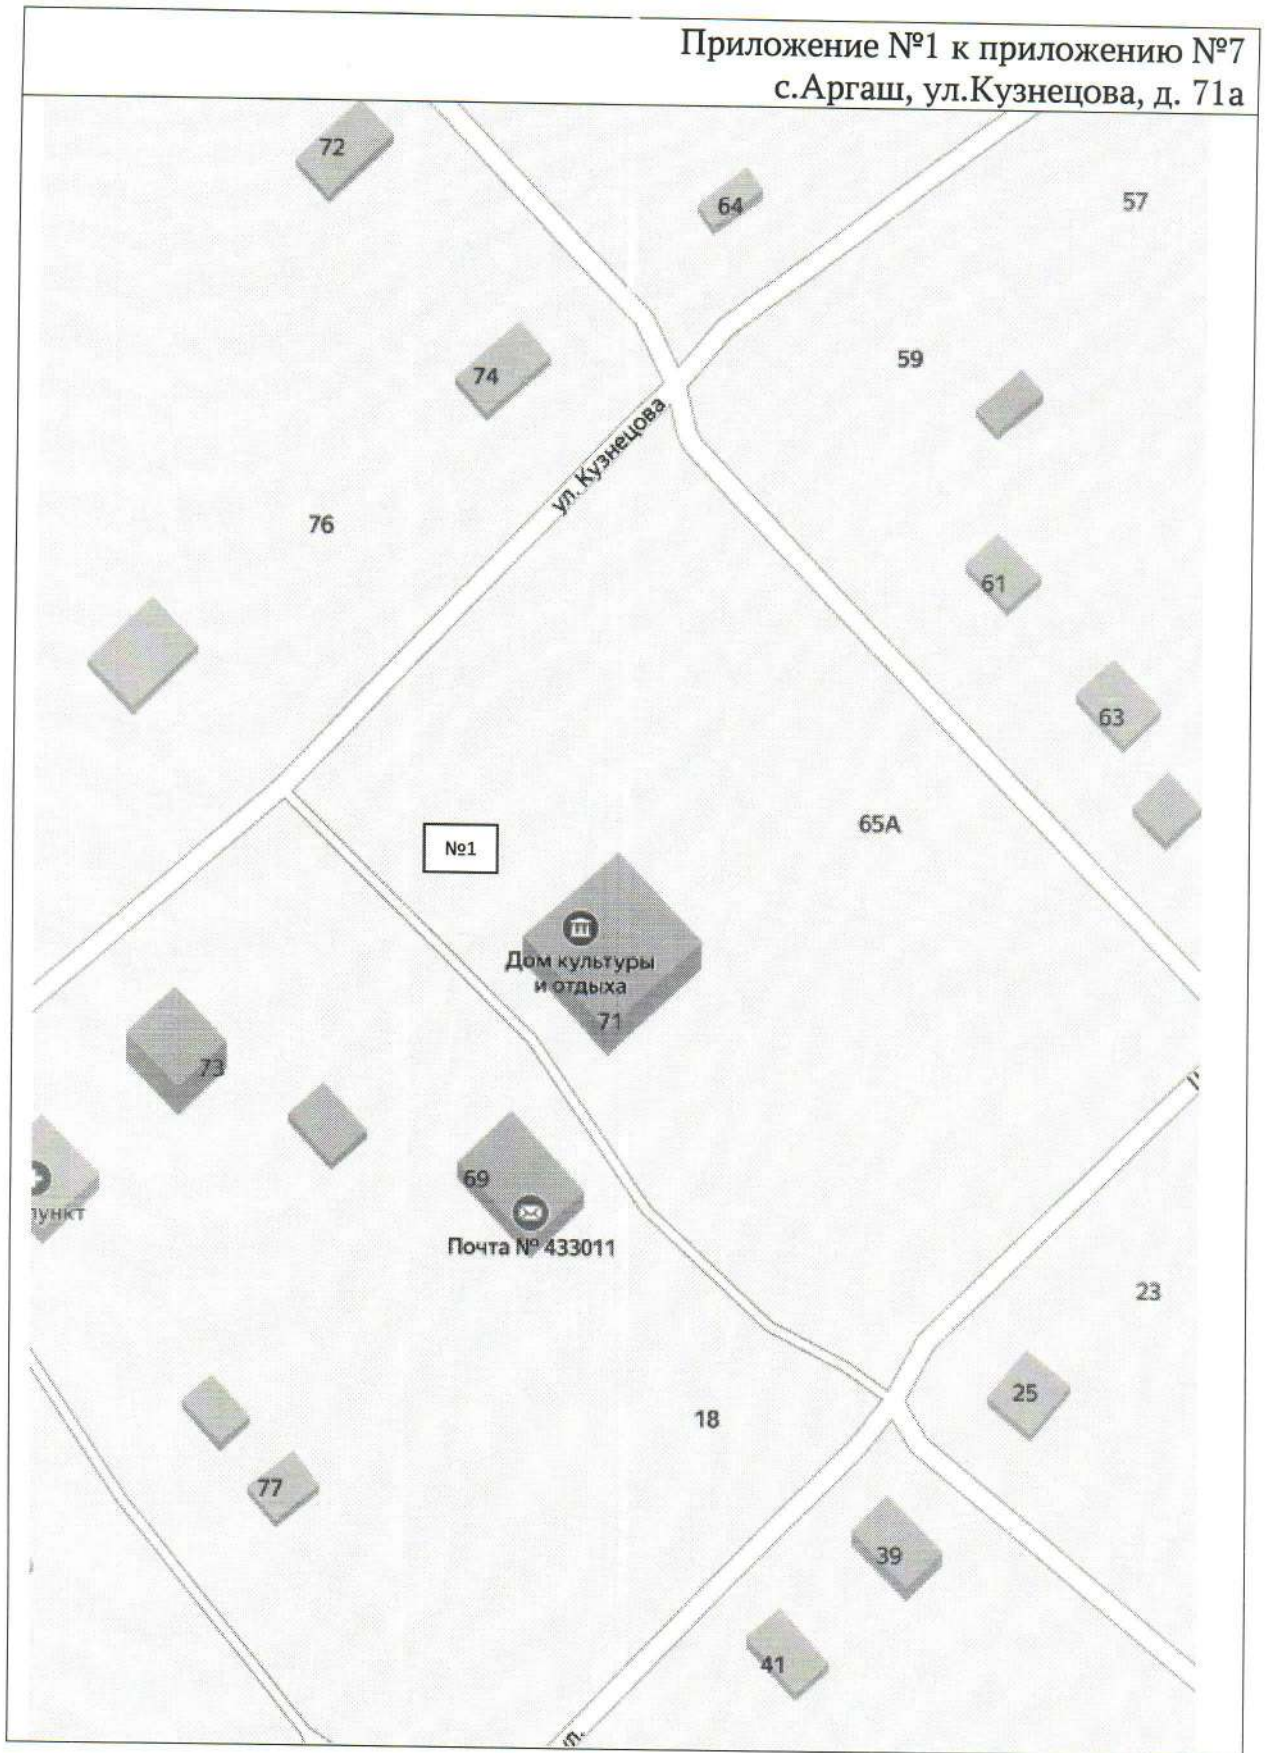 Приложение №1 к приложению №7
с.Аргаш, ул.Кузнецова, д. 71а
72
64
57
59
74
ул. Кузнецова
76
61
63
65А
№1
Дом культуры
и отдыха
71
73
69
пункт
Почта № 433011
23
25
18
77
39
41